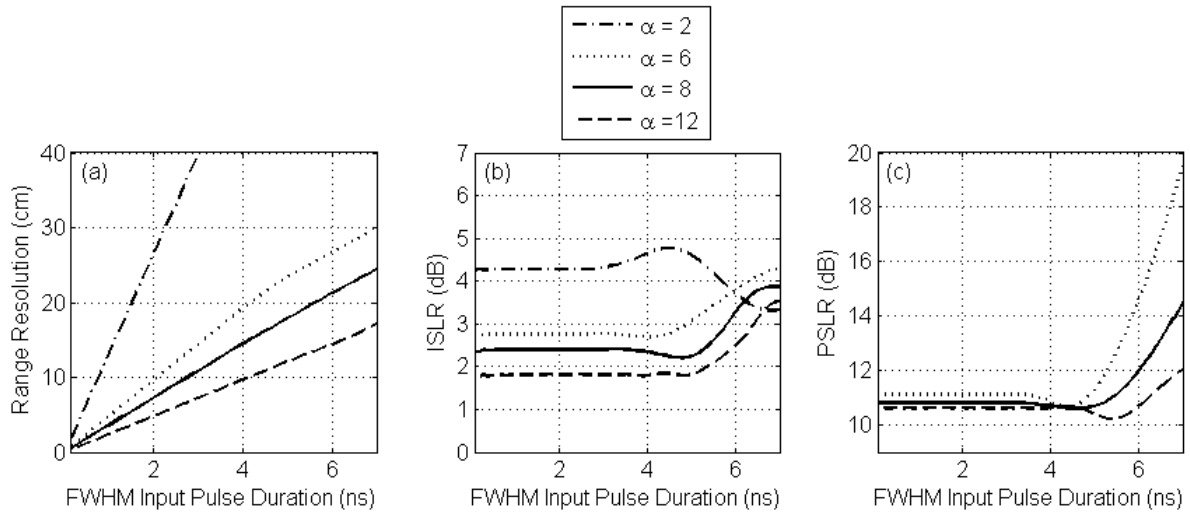 α = 2
α = 6
α = 8
α =12
(a)
40
30
20
10
0
2
4
6
Range Resolution (cm)
FWHM Input Pulse Duration (ns)
(b)
7
6
5
4
3
2
1
0
2
4
6
ISLR (dB)
FWHM Input Pulse Duration (ns)
(c)
20
18
16
14
12
10
2
4
6
PSLR (dB)
FWHM Input Pulse Duration (ns)